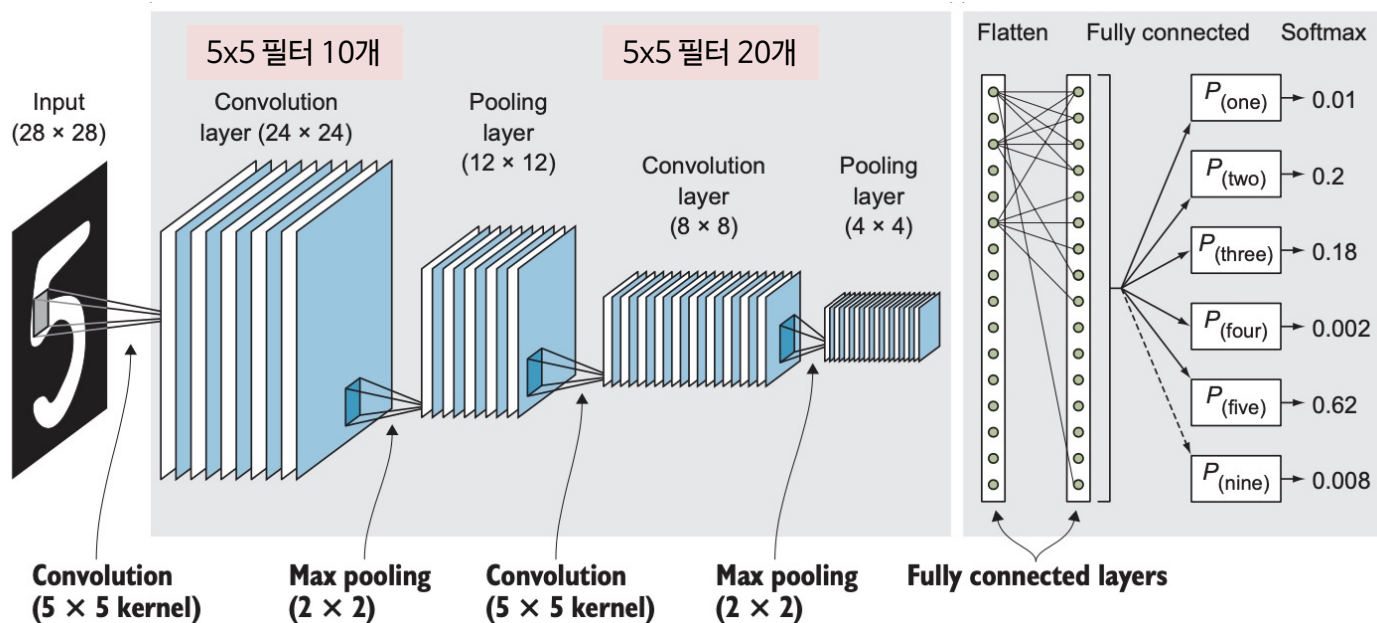 5x5 필터 10개
5x5 필터 20개
Flatten
Fully connected
Softmax
Input
(28 × 28)
Convolution
layer (24 × 24)
Pooling
layer
(12 × 12)
Convolution
layer
(8 × 8)
Pooling
layer
(4 × 4)
P(one)
0.01
P(two)
0.2
P(three)
0.18
P(four)
0.002
P(five)
0.62
P(nine)
0.008
Convolution
(5 × 5 kernel)
Max pooling
(2 × 2)
Convolution
(5 × 5 kernel)
Max pooling
(2 × 2)
Fully connected layers